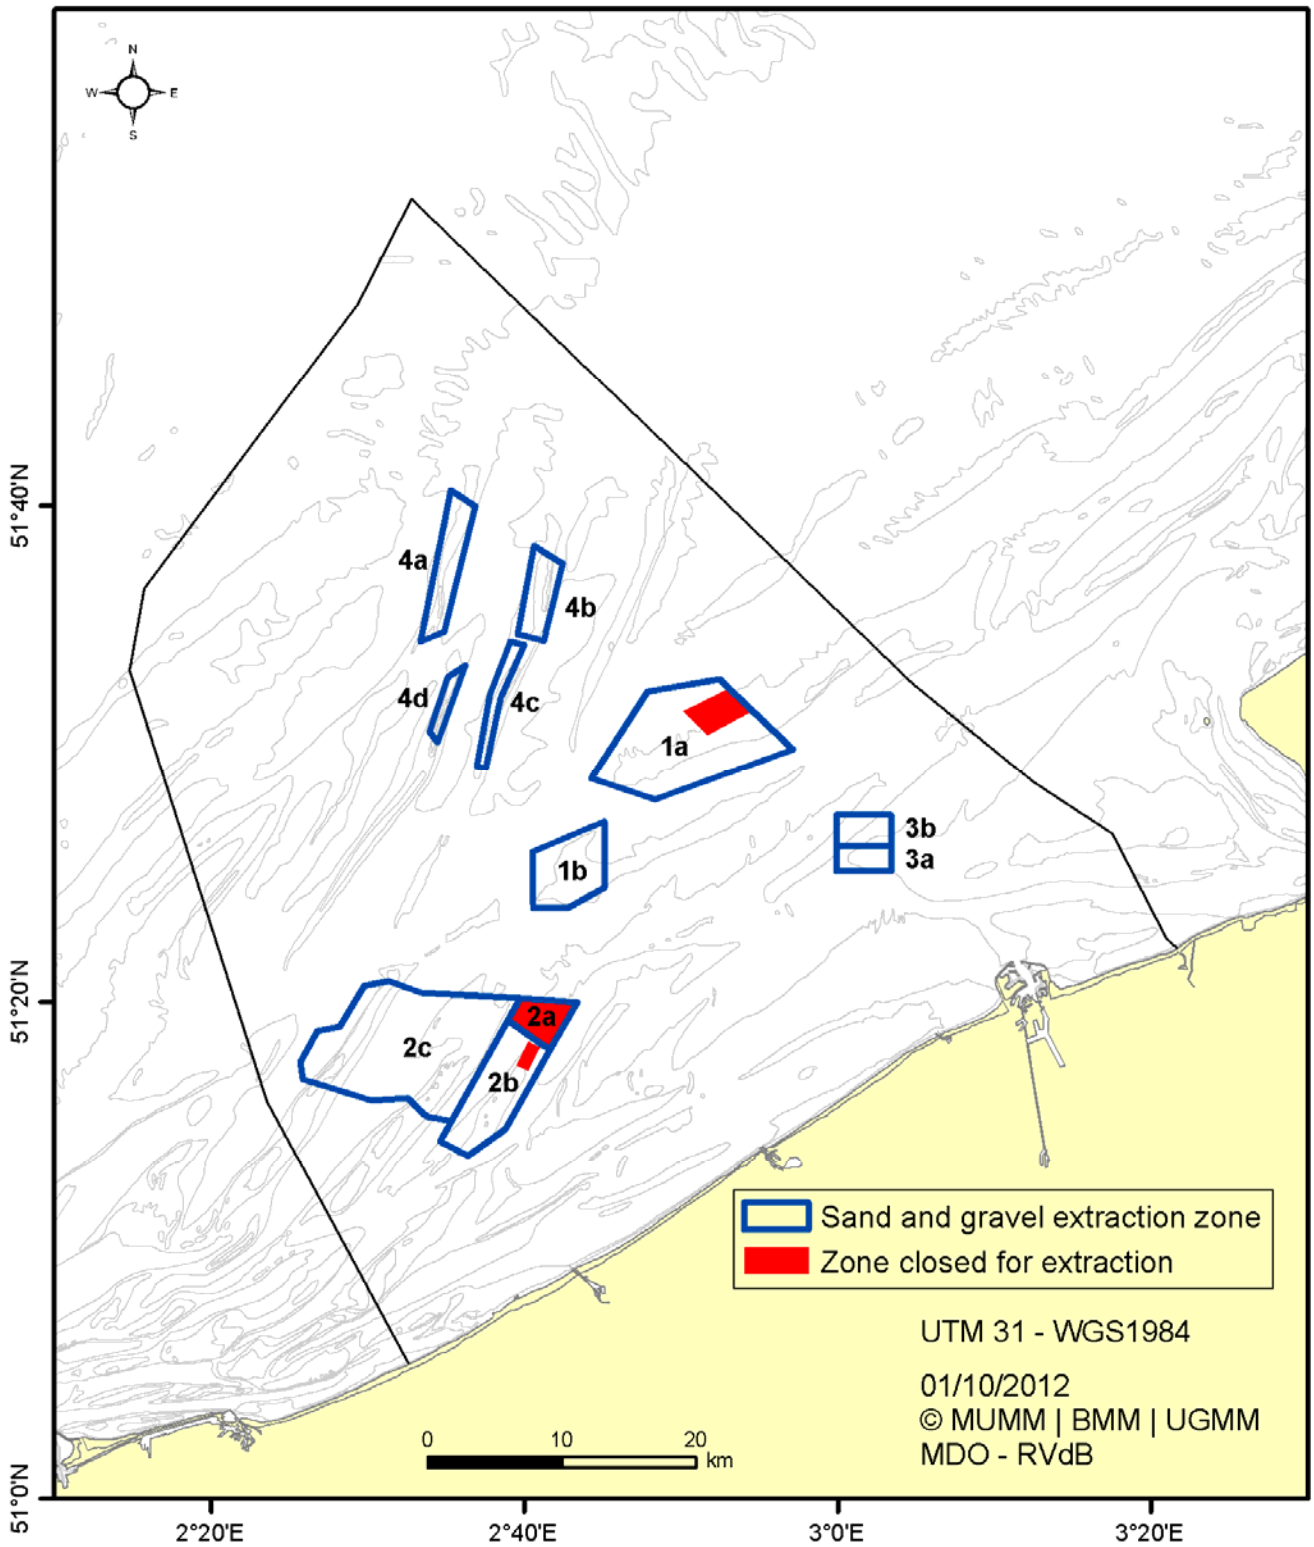 N
W E
S
51°40'N
4a
4b
4d
4c
1a
3b
3a
1b
51°20'N
2a
2c
2b
Sand and gravel extraction zone
Zone closed for extraction
UTM 31 - WGS1984
01/10/2012
© MUMM | BMM | UGMM
MDO - RVdB
0 10 20
km
51°0'N
2°20'E 2°40'E 3°0'E 3°20'E